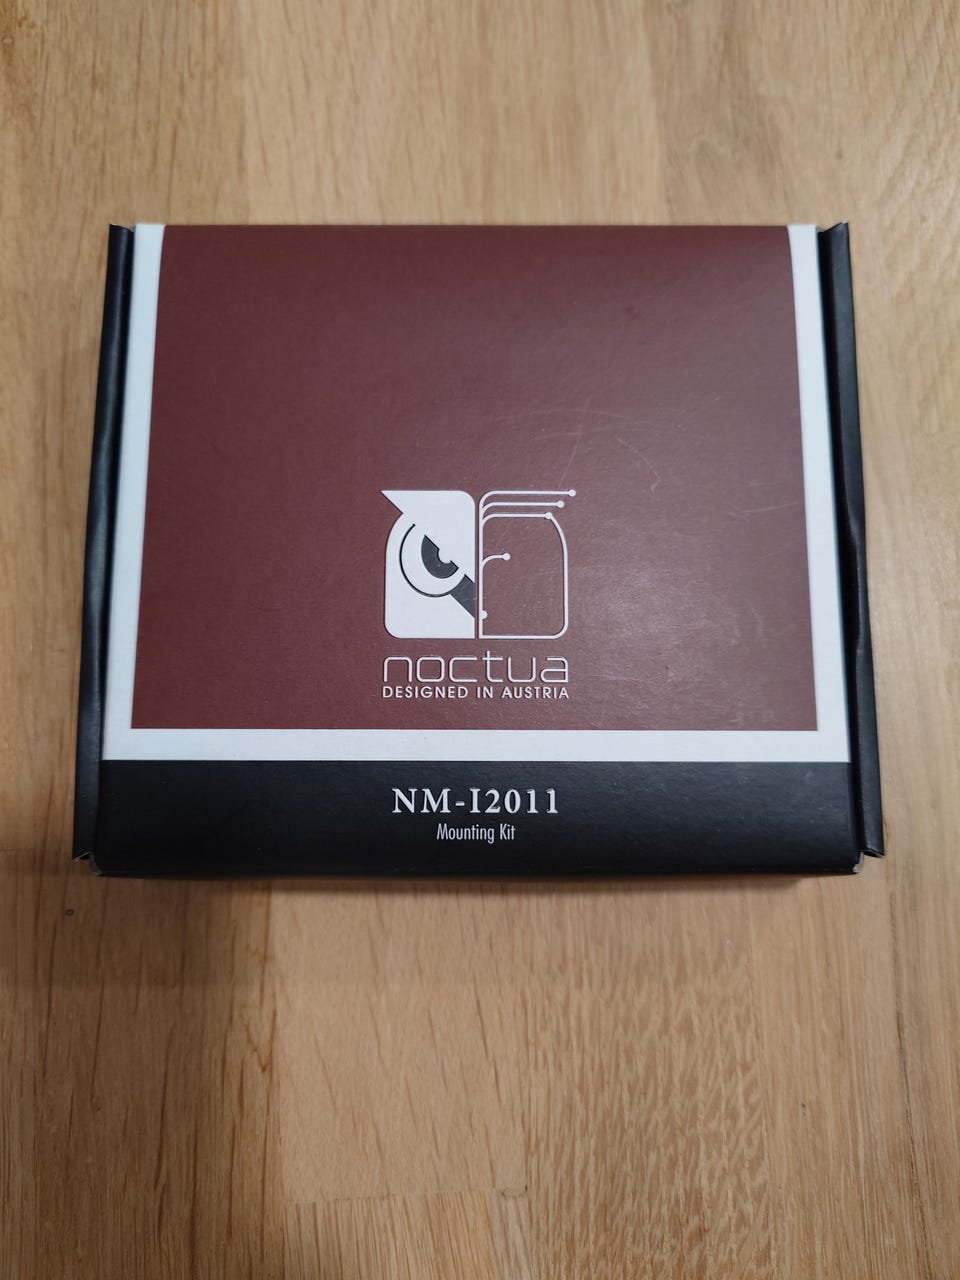 noctua
DESIGNED IN AUSTRIA
NM-I2011
Mounting Kit